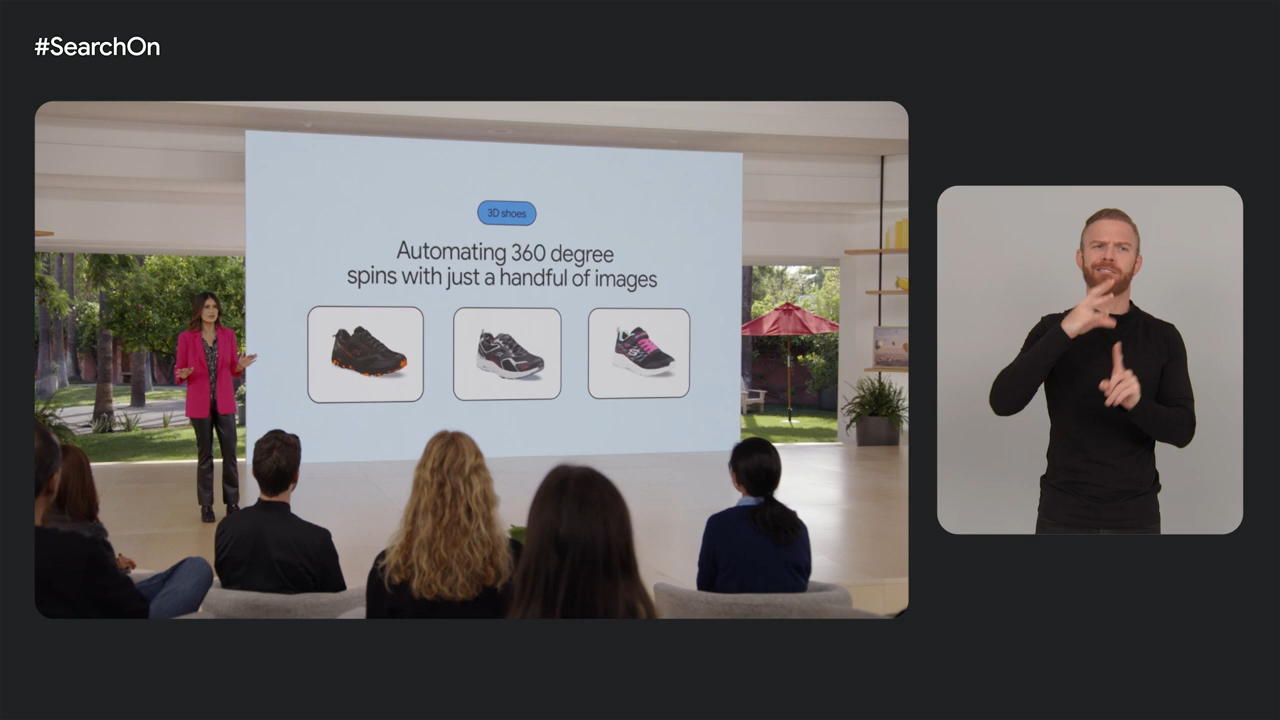 #SearchOn
3D shoes
Automating 360 degree
spins with just a handful of images